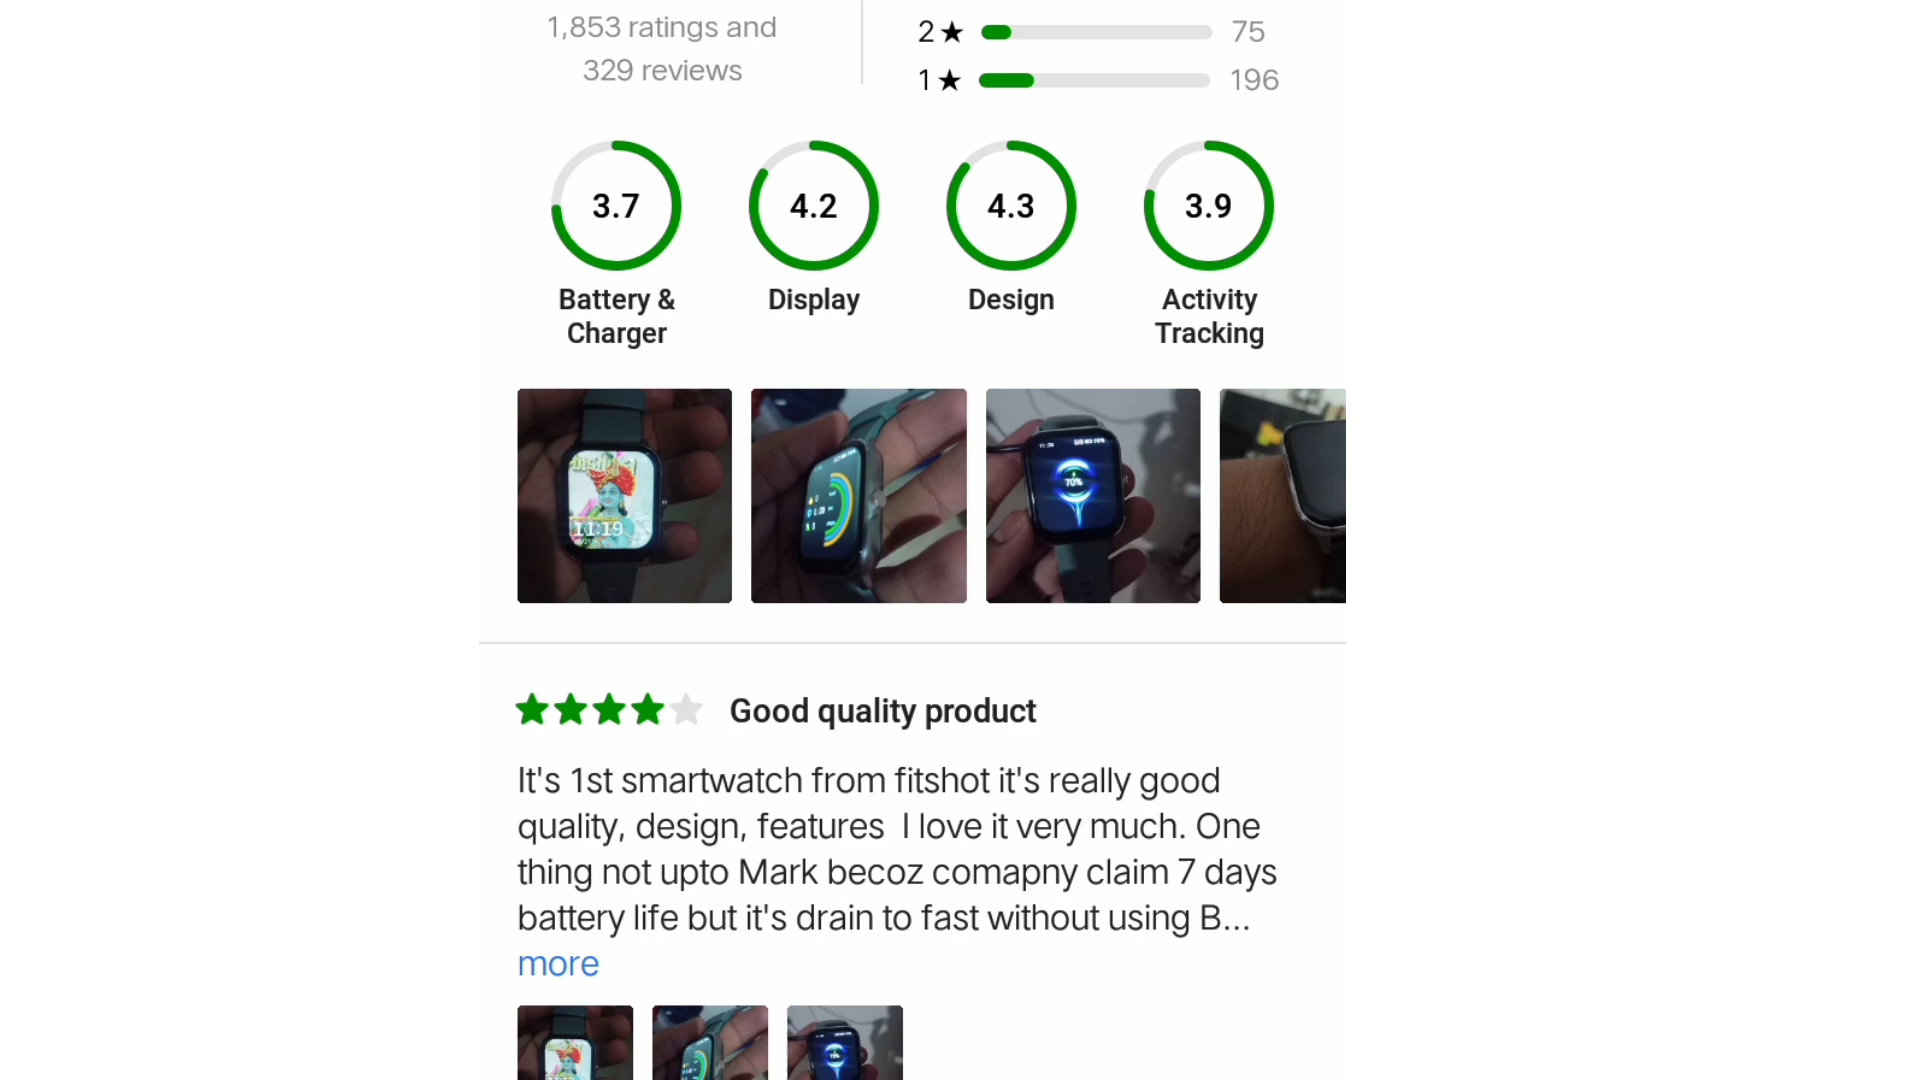 1,853 ratings and
329 reviews
2★ 75
1★ 196
3.7 4.2 4.3 3.9
Battery & Charger
Display
Design
Activity Tracking
11:19
70%
Good quality product
It's 1st smartwatch from fitshot it's really good
quality, design, features I love it very much. One
thing not upto Mark becoz comapny claim 7 days
battery life but it's drain to fast without using B...
more